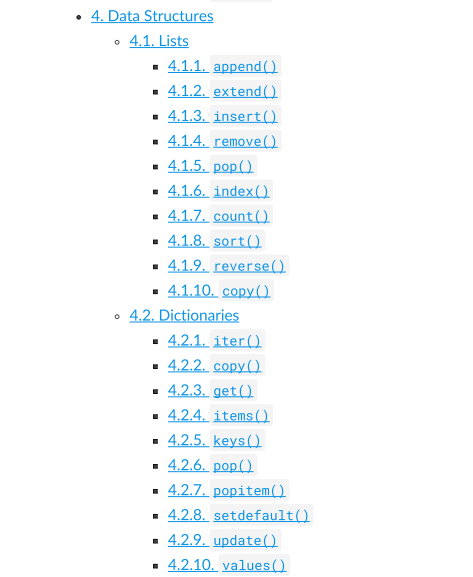 4. Data Structures
4.1. Lists
4.1.1. append()
4.1.2. extend()
4.1.3. insert()
4.1.4. remove()
4.1.5. pop()
4.1.6. index()
4.1.7. count()
4.1.8. sort()
4.1.9. reverse()
4.1.10. copy()
4.2. Dictionaries
4.2.1. iter()
4.2.2. copy()
4.2.3. get()
4.2.4. items()
4.2.5. keys()
4.2.6. pop()
4.2.7. popitem()
4.2.8. setdefault()
4.2.9. update()
4.2.10. values()